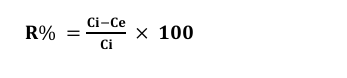 R% = Ci−Ce/Ci × 100